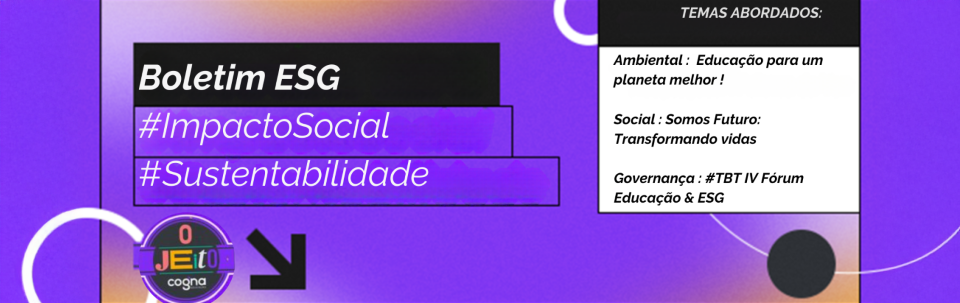 Boletim ESG
#ImpactoSocial
#Sustentabilidade
O
JEitO
cogna
TEMAS ABORDADOS:
Ambiental :  Educação para um
planeta melhor !
Social : Somos Futuro:
Transformando vidas
Governança : #TBT IV Fórum
Educação & ESG